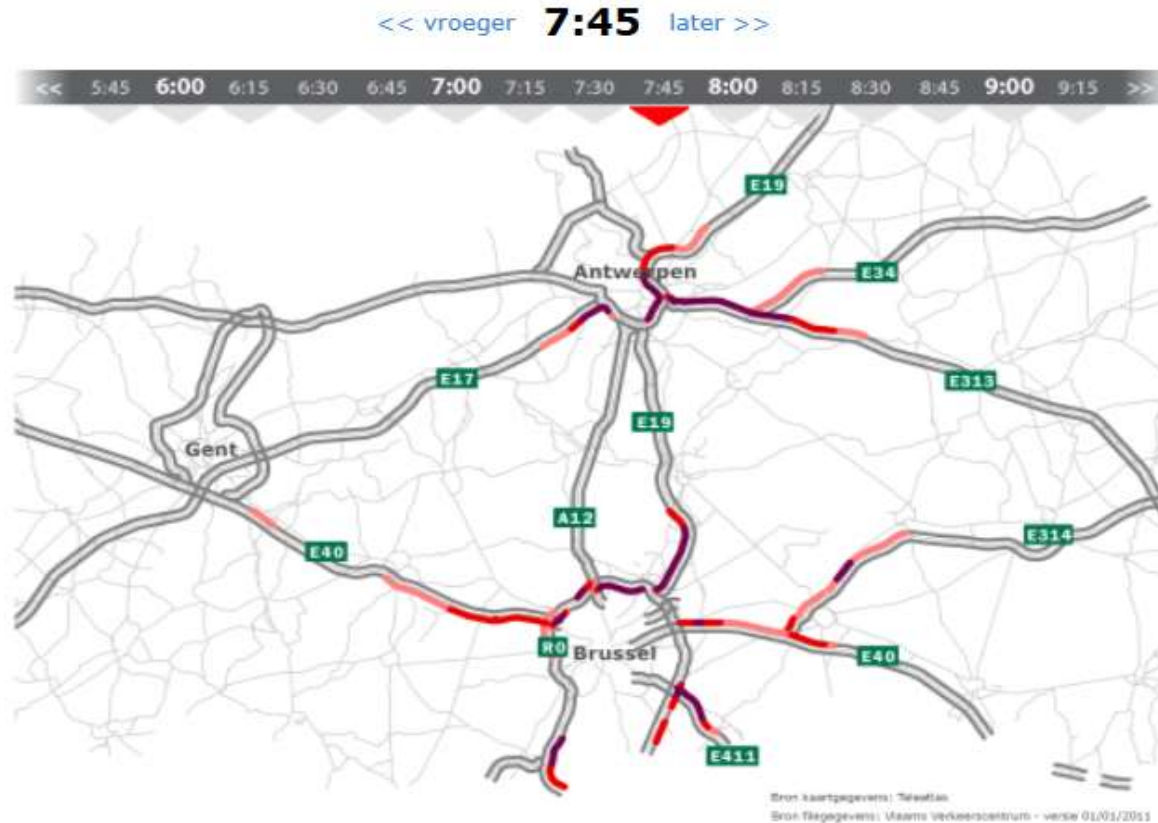 << vroeger 7:45 later >>
<< 5:45 6:00 6:15 6:30 6:45 7:00 7:15 7:30 7:45 8:00 8:15 8:30 8:45 9:00 9:15 >>
E19
Antwerpen
E34
E17
E313
E19
Gent
A12
E40
E314
R0
Brussel
E40
E411
Bron kaartgegevens: Teleatlas
Bron filegegevens: Vlaams Verkeerscentrum - versie 01/01/2011